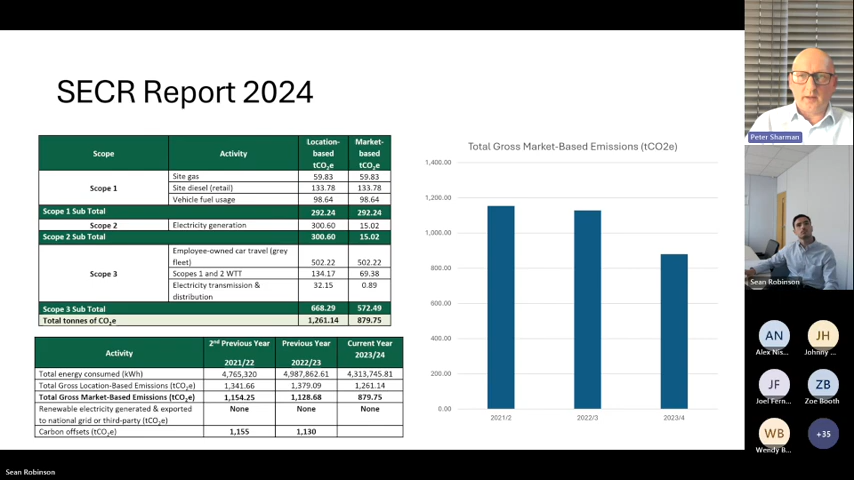 SECR Report 2024
Scope Activity Location-based tCO2e Market-based tCO2e
Scope 1
Site gas 59.83 59.83
Site diesel (retail) 133.78 133.78
Vehicle fuel usage 98.64 98.64
Scope 1 Sub Total 292.24 292.24
Scope 2 Electricity generation 300.60 15.02
Scope 2 Sub Total 300.60 15.02
Scope 3
Employee-owned car travel (grey fleet) 502.22 502.22
Scopes 1 and 2 WTT 134.17 69.38
Electricity transmission & distribution 32.15 0.89
Scope 3 Sub Total 668.29 572.49
Total tonnes of CO2e 1,261.14 879.75
Activity 2nd Previous Year 2021/22 Previous Year 2022/23 Current Year 2023/24
Total energy consumed (kWh) 4,765,320 4,987,862.61 4,313,745.81
Total Gross Location-Based Emissions (tCO2e) 1,341.66 1,379.09 1,261.14
Total Gross Market-Based Emissions (tCO2e) 1,154.25 1,128.68 879.75
Renewable electricity generated & exported to national grid or third-party (tCO2e) None None None
Carbon offsets (tCO2e) 1,155 1,130
Total Gross Market-Based Emissions (tCO2e)
1,400.00
1,200.00
1,000.00
800.00
600.00
400.00
200.00
0.00
2021/2 2022/3 2023/4
Peter Sharman
Sean Robinson
AN JH
Alex Nis... Johnny ...
JF ZB
Joel Fern... Zoe Booth
WB +35
Wendy B...
Sean Robinson